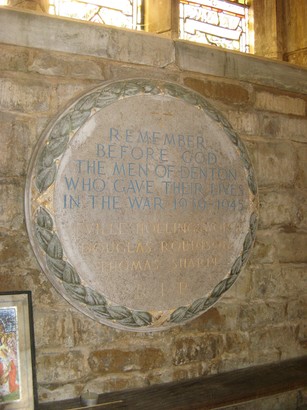 REMEMBER
BEFORE GOD
THE MEN OF DENTON
WHO GAVE THEIR LIVES
IN THE WAR 1939-1945
DOUGLAS ROBINSON
THOMAS SHARPE
R.I.P.